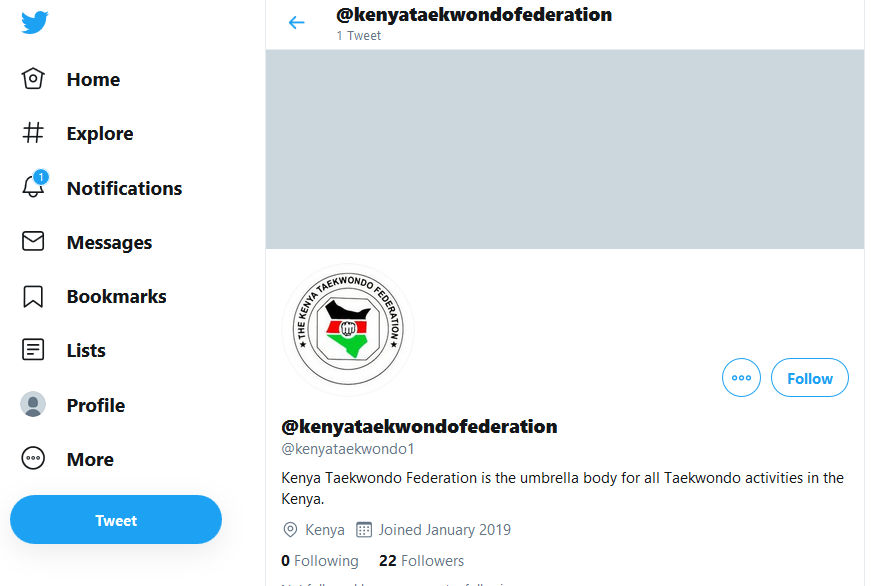 @kenyataekwondofederation
1 Tweet
Home
Explore
1
Notifications
Messages
Bookmarks
Lists
Profile
More
Tweet
★ THE KENYA TAEKWONDO FEDERATION ★
Follow
@kenyataekwondofederation
@kenyataekwondo1
Kenya Taekwondo Federation is the umbrella body for all Taekwondo activities in the
Kenya.
Kenya Joined January 2019
0 Following 22 Followers